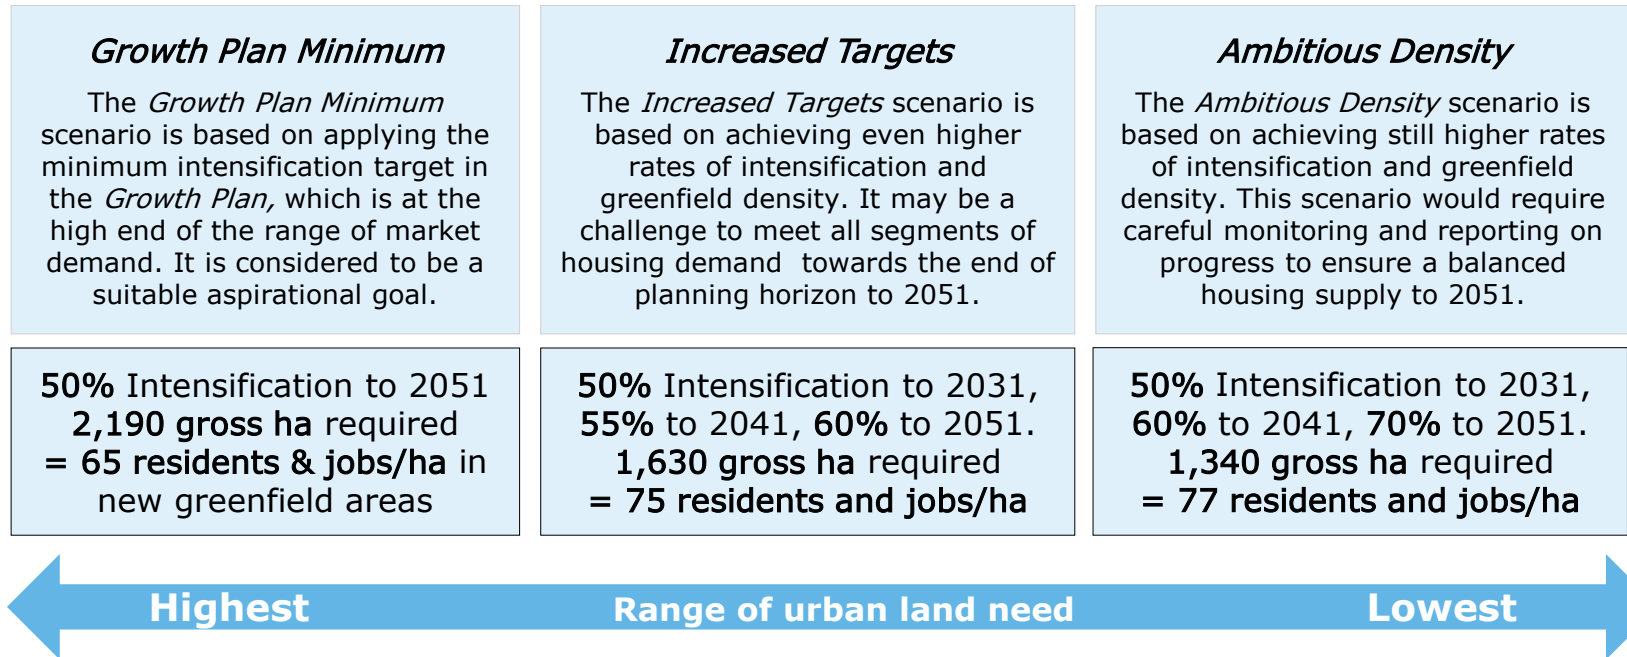 Growth Plan Minimum
The Growth Plan Minimum
scenario is based on applying the
minimum intensification target in
the Growth Plan, which is at the
high end of the range of market
demand. It is considered to be a
suitable aspirational goal.
50% Intensification to 2051
2,190 gross ha required
= 65 residents & jobs/ha in
new greenfield areas
Increased Targets
The Increased Targets scenario is
based on achieving even higher
rates of intensification and
greenfield density. It may be a
challenge to meet all segments of
housing demand towards the end of
planning horizon to 2051.
50% Intensification to 2031,
55% to 2041, 60% to 2051.
1,630 gross ha required
= 75 residents and jobs/ha
Ambitious Density
The Ambitious Density scenario is
based on achieving still higher rates
of intensification and greenfield
density. This scenario would require
careful monitoring and reporting on
progress to ensure a balanced
housing supply to 2051.
50% Intensification to 2031,
60% to 2041, 70% to 2051.
1,340 gross ha required
= 77 residents and jobs/ha
Highest Range of urban land need Lowest